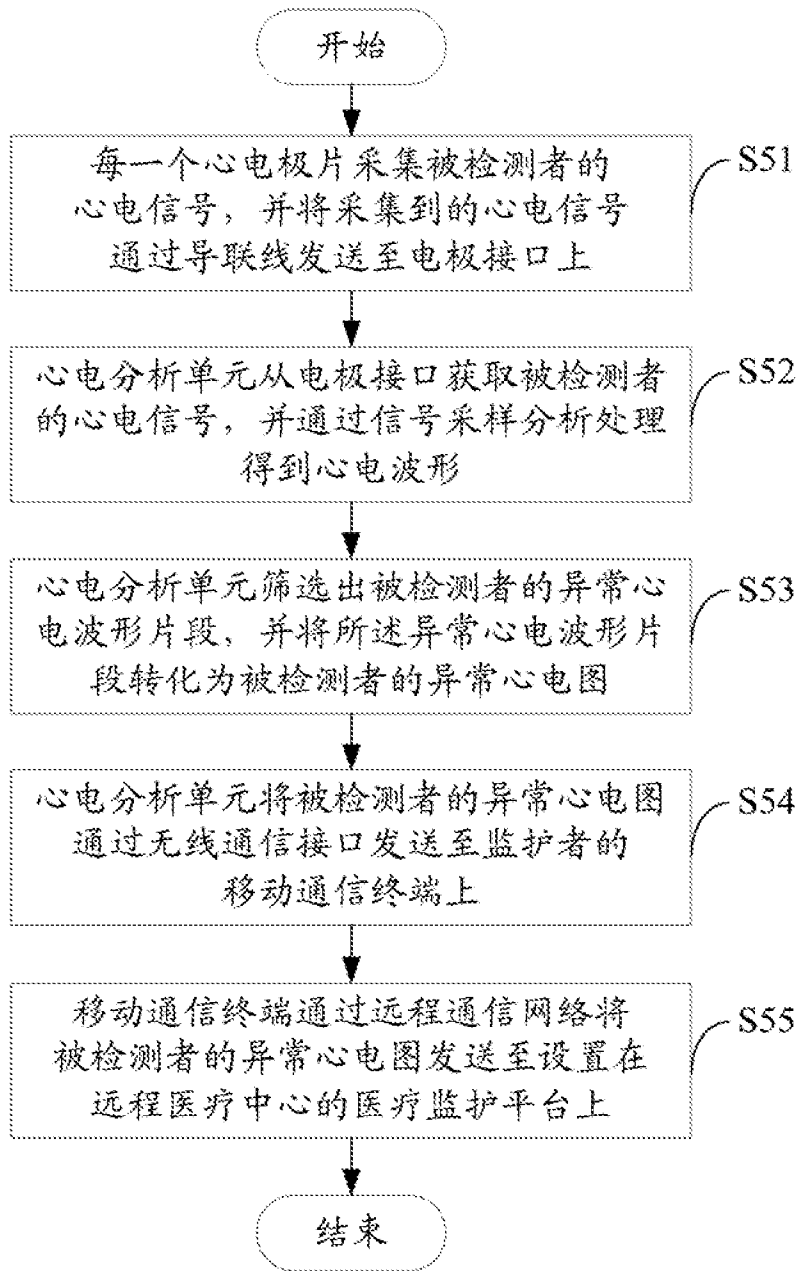 开始
每一个心电极片采集被检测者的
心电信号，并将采集到的心电信号
通过导联线发送至电极接口上
S51
心电分析单元从电极接口获取被检测者
的心电信号，并通过信号采样分析处理
得到心电波形
S52
心电分析单元筛选出被检测者的异常心
电波形片段，并将所述异常心电波形片
段转化为被检测者的异常心电图
S53
心电分析单元将被检测者的异常心电图
通过无线通信接口发送至监护者的
移动通信终端上
S54
移动通信终端通过远程通信网络将
被检测者的异常心电图发送至设置在
远程医疗中心的医疗监护平台上
S55
结束